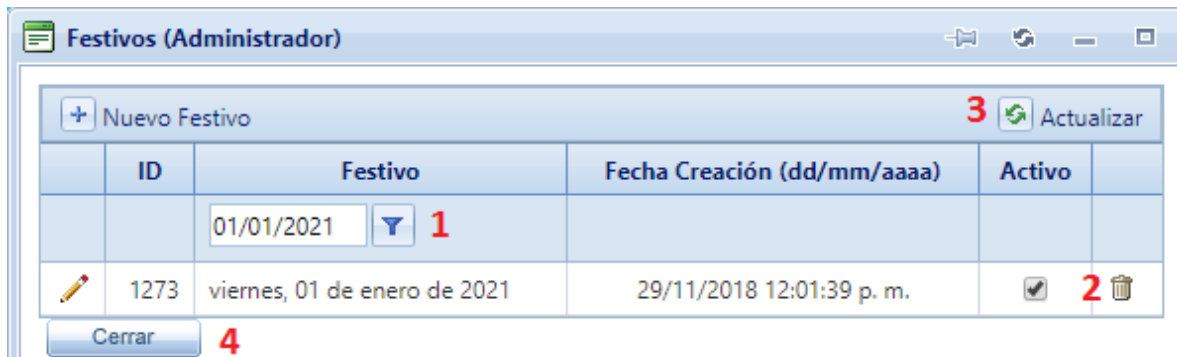 Festivos (Administrador)
Nuevo Festivo 3 Actualizar
ID Festivo Fecha Creación (dd/mm/aaaa) Activo
01/01/2021 1
1273 viernes, 01 de enero de 2021 29/11/2018 12:01:39 p. m. 2
Cerrar 4